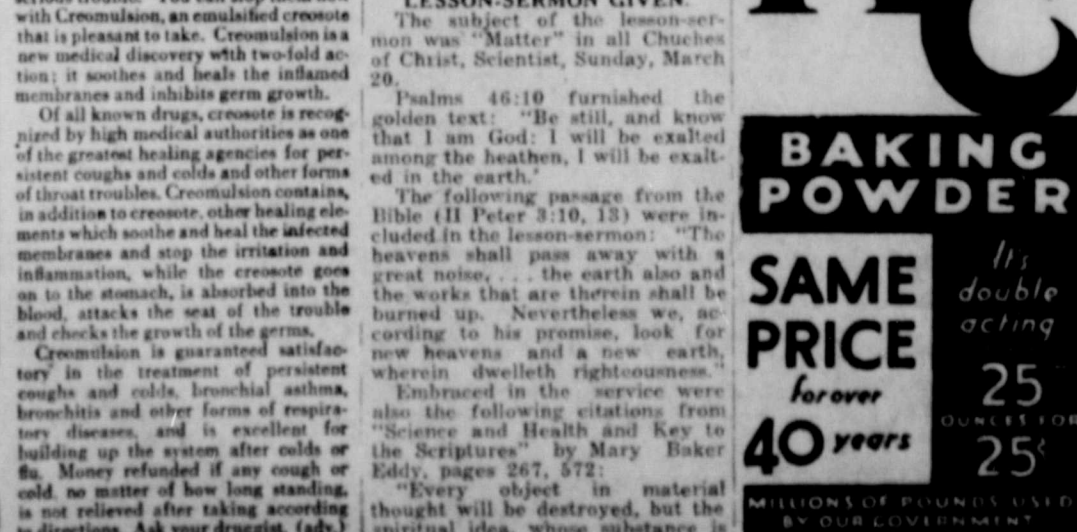 with Creomulsion, an emulsified creosote
that is pleasant to take. Creomulsion is a
new medical discovery with two-fold ac-
tion; it soothes and heals the inflamed
membranes and inhibits germ growth.
Of all known drugs, creosote is recog-
nized by high medical authorities as one
of the greatest healing agencies for per-
sistent coughs and colds and other forms
of throat troubles. Creomulsion contains,
in addition to creosote, other healing ele-
ments which soothe and heal the infected
membranes and stop the irritation and
inflammation, while the creosote goes
on to the stomach, is absorbed into the
blood, attacks the seat of the trouble
and checks the growth of the germs.
Creomulsion is guaranteed satisfac-
tory in the treatment of persistent
coughs and colds, bronchial asthma,
bronchitis and other forms of respira-
tory diseases, and is excellent for
building up the system after colds or
flu. Money refunded if any cough or
cold, no matter of how long standing,
is not relieved after taking according
to directions. Ask your druggist. (adv.)
LESSON-SERMON GIVEN.
The subject of the lesson-ser-
mon was "Matter" in all Chuches
of Christ, Scientist, Sunday, March
20.
Psalms 46:10 furnished the
golden text: "Be still, and know
that I am God: I will be exalted
among the heathen, I will be exalt-
ed in the earth.'
The following passage from the
Bible (II Peter 3:10, 13) were in-
cluded in the lesson-sermon: "The
heavens shall pass away with a
great noise, . . . the earth also and
the works that are therein shall be
burned up. Nevertheless we, ac-
cording to his promise, look for
new heavens and a new earth,
wherein dwelleth righteousness."
Embraced in the service were
also the following citations from
"Science and Health and Key to
the Scriptures" by Mary Baker
Eddy, pages 267, 572:
"Every object in material
thought will be destroyed, but the
spiritual idea, whose substance is
BAKING
POWDER
SAME
PRICE
for over
40 years
It's
double
acting
25
OUNCES FOR
25¢
MILLIONS OF POUNDS USED
BY OUR GOVERNMENT